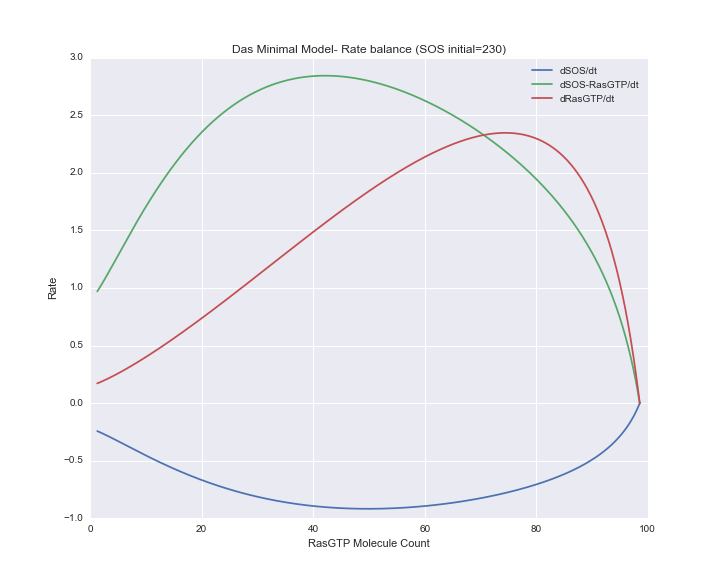 Das Minimal Model- Rate balance (SOS initial=230)
3.0
2.5
2.0
1.5
1.0
0.5
0.0
−0.5
−1.0
Rate
dSOS/dt
dSOS-RasGTP/dt
dRasGTP/dt
0 20 40 60 80 100
RasGTP Molecule Count